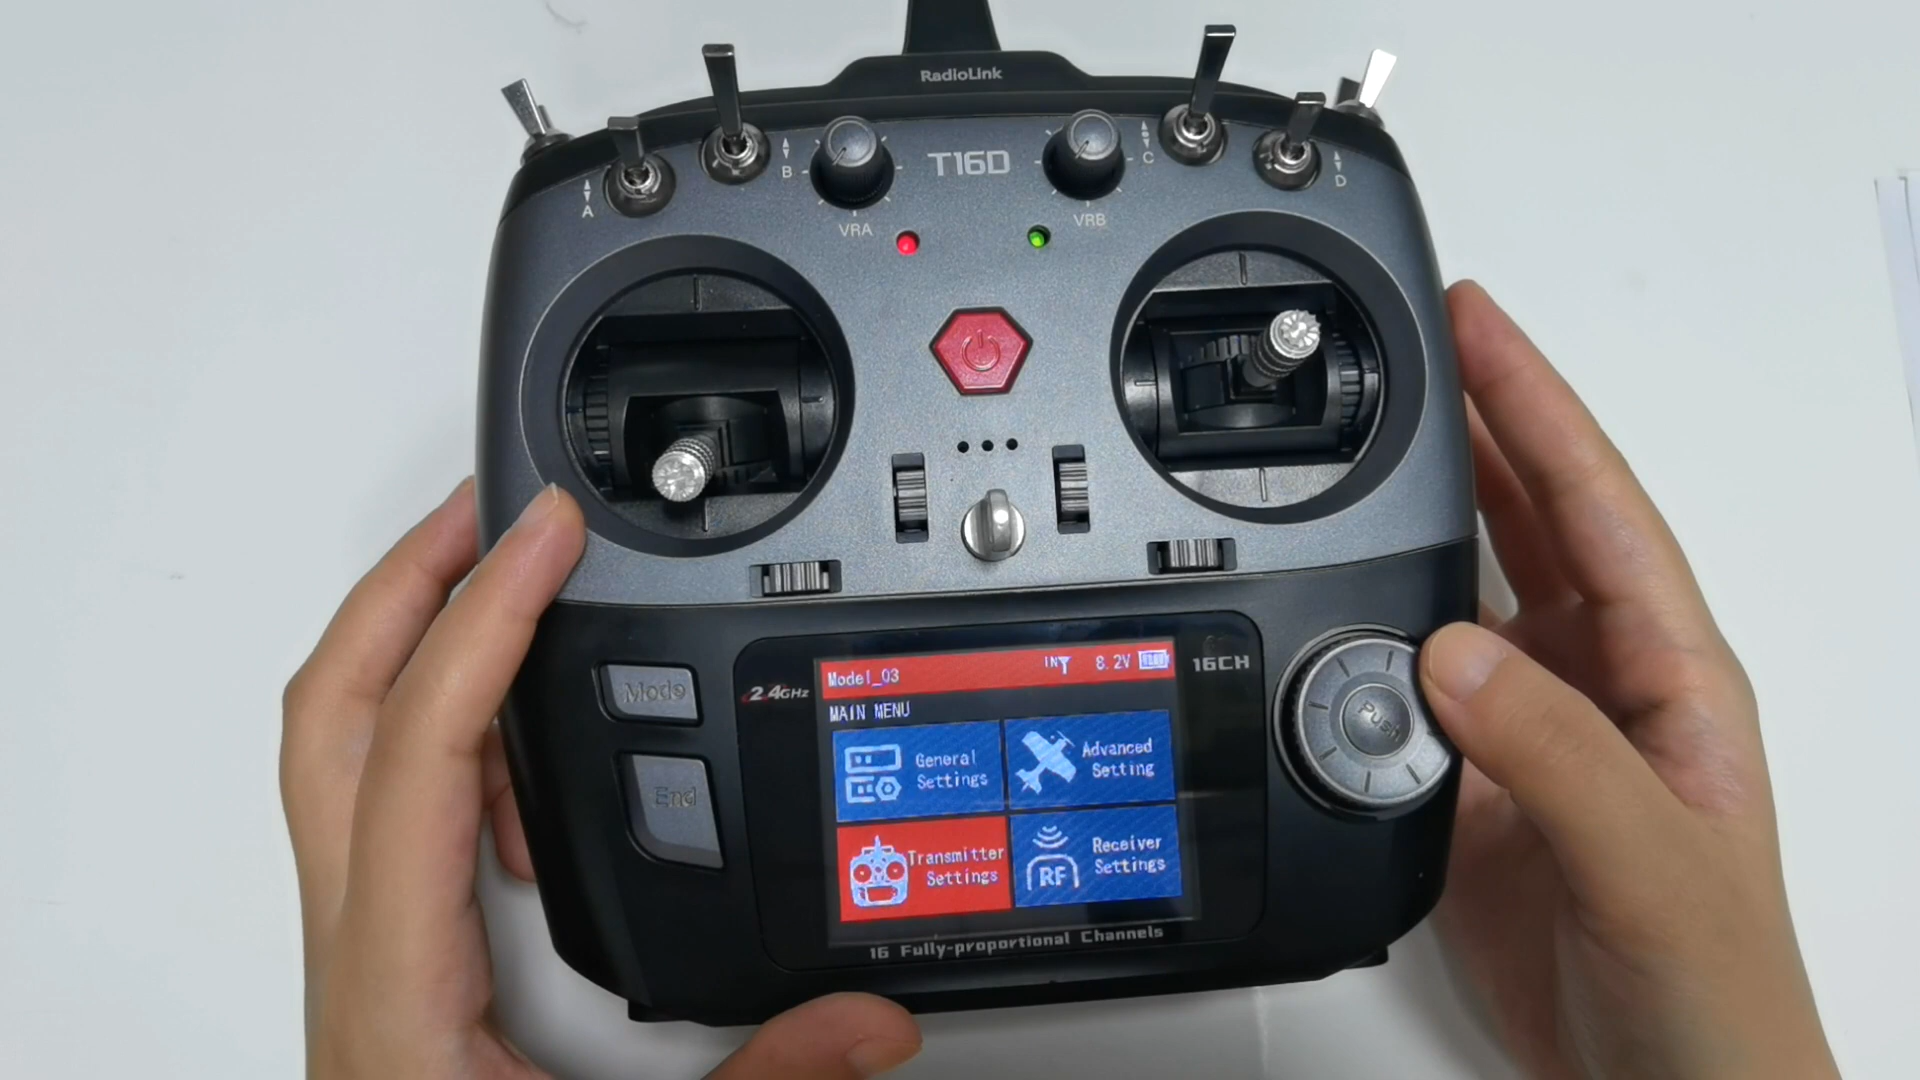 RadioLink
T16D
A
B
C
D
VRA
VRB
Mode
End
2.4GHz
16CH
Push
Model_03
IN
8.2V
MAIN MENU
General
Settings
Advanced
Setting
Transmitter
Settings
RF
Receiver
Settings
16 Fully-proportional Channels